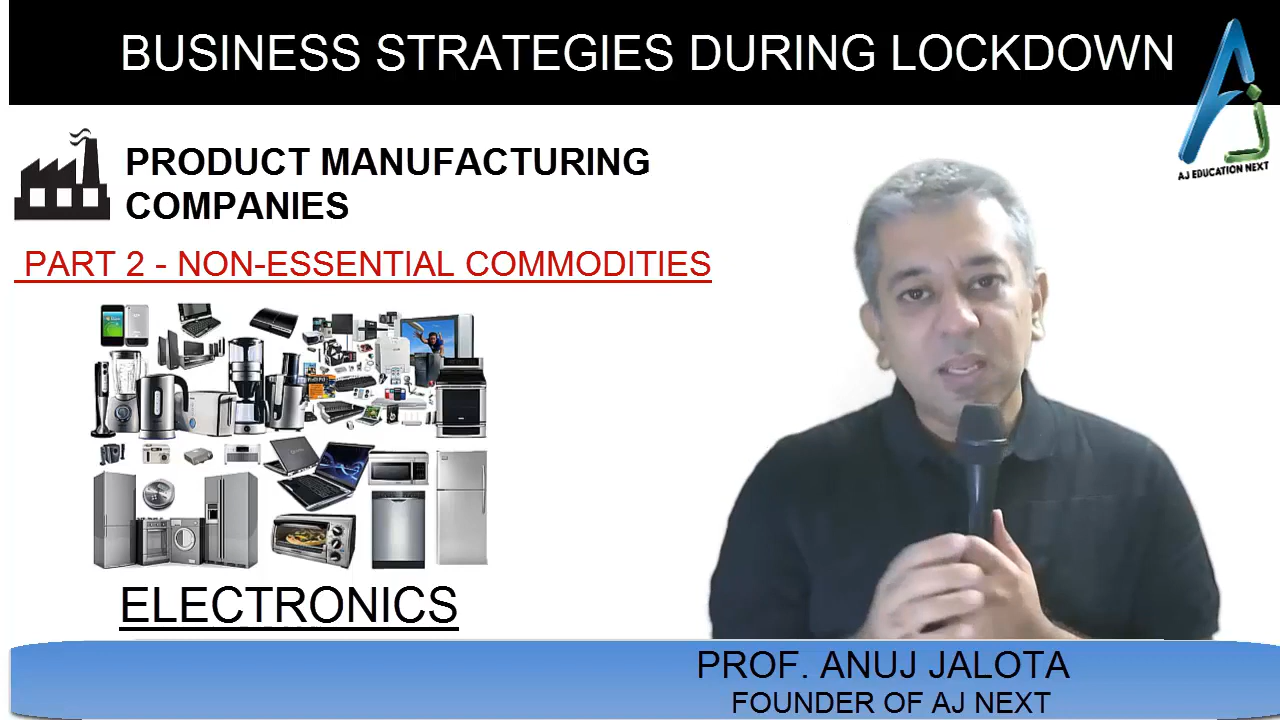 BUSINESS STRATEGIES DURING LOCKDOWN
AJ EDUCATION NEXT
PRODUCT MANUFACTURING
COMPANIES
PART 2 - NON-ESSENTIAL COMMODITIES
ELECTRONICS
PROF. ANUJ JALOTA
FOUNDER OF AJ NEXT